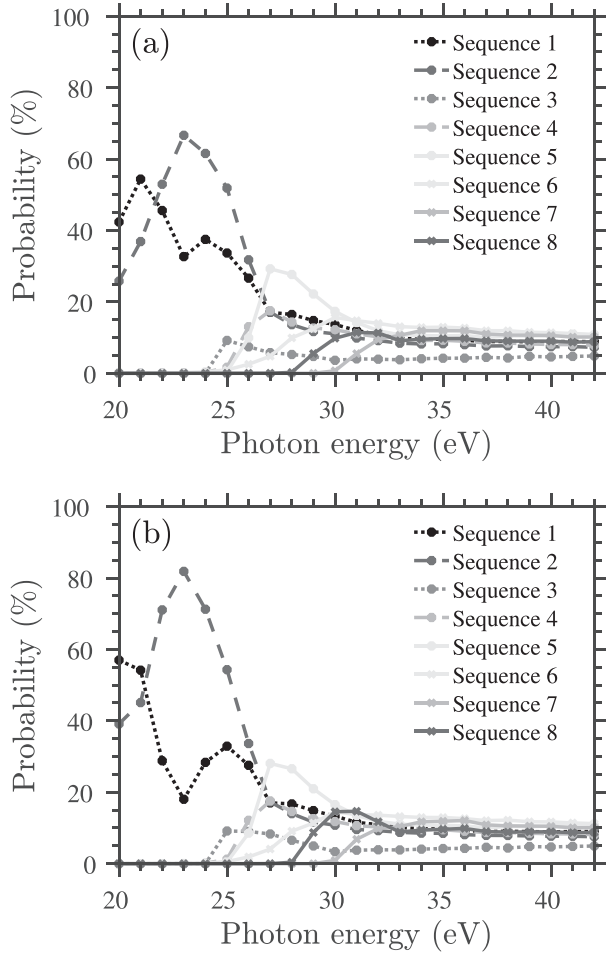 100
(a)
Sequence 1
Sequence 2
80
Sequence 3
Sequence 4
60
Sequence 5
Sequence 6
Sequence 7
40
Sequence 8
20
0
Probability (%)
20 25 30 35 40
Photon energy (eV)
100
(b)
Sequence 1
Sequence 2
80
Sequence 3
Sequence 4
60
Sequence 5
Sequence 6
Sequence 7
40
Sequence 8
20
0
Probability (%)
20 25 30 35 40
Photon energy (eV)